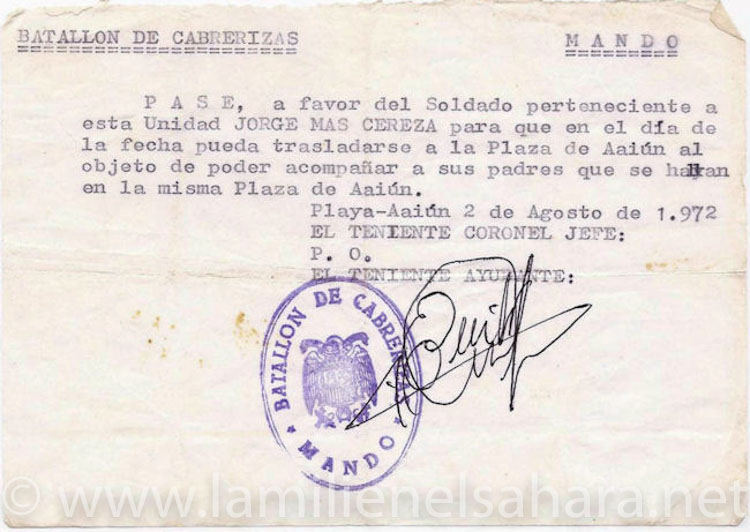 BATALLON DE CABRERIZAS
MANDO
PASE, a favor del Soldado perteneciente a
esta Unidad JORGE MAS CEREZA para que en el día de
la fecha pueda trasladarse a la Plaza de Aaiún al
objeto de poder acompañar a sus padres que se hallan
en la misma Plaza de Aaiún.
Playa-Aaiún 2 de Agosto de 1.972
EL TENIENTE CORONEL JEFE:
P. O.
EL TENIENTE AYUDANTE:
BATALLON DE CABRERIZAS
* MANDO *
© www.lamilienelsahara.net